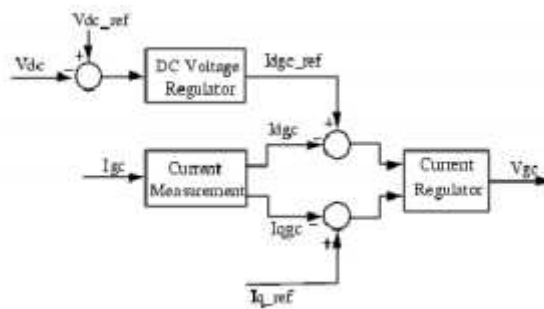 Vdc_ref
Vdc
DC Voltage
Regulator
Idgc_ref
Igc
Current
Measurement
Idgc
Iqgc
Current
Regulator
Vgc
Iq_ref